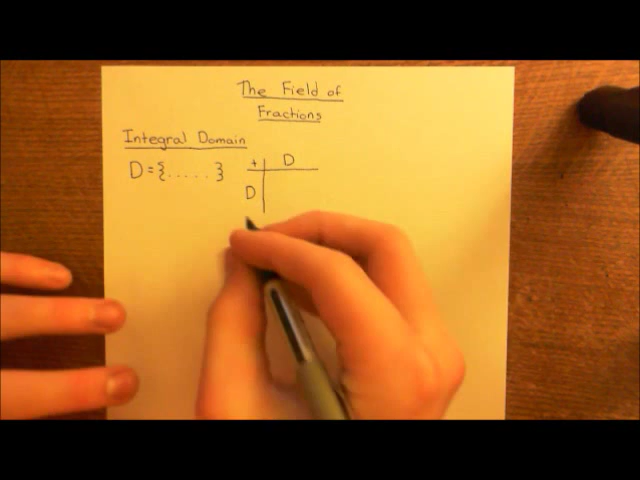 The Field of
Fractions
Integral Domain
D = {.....}
+ D
D